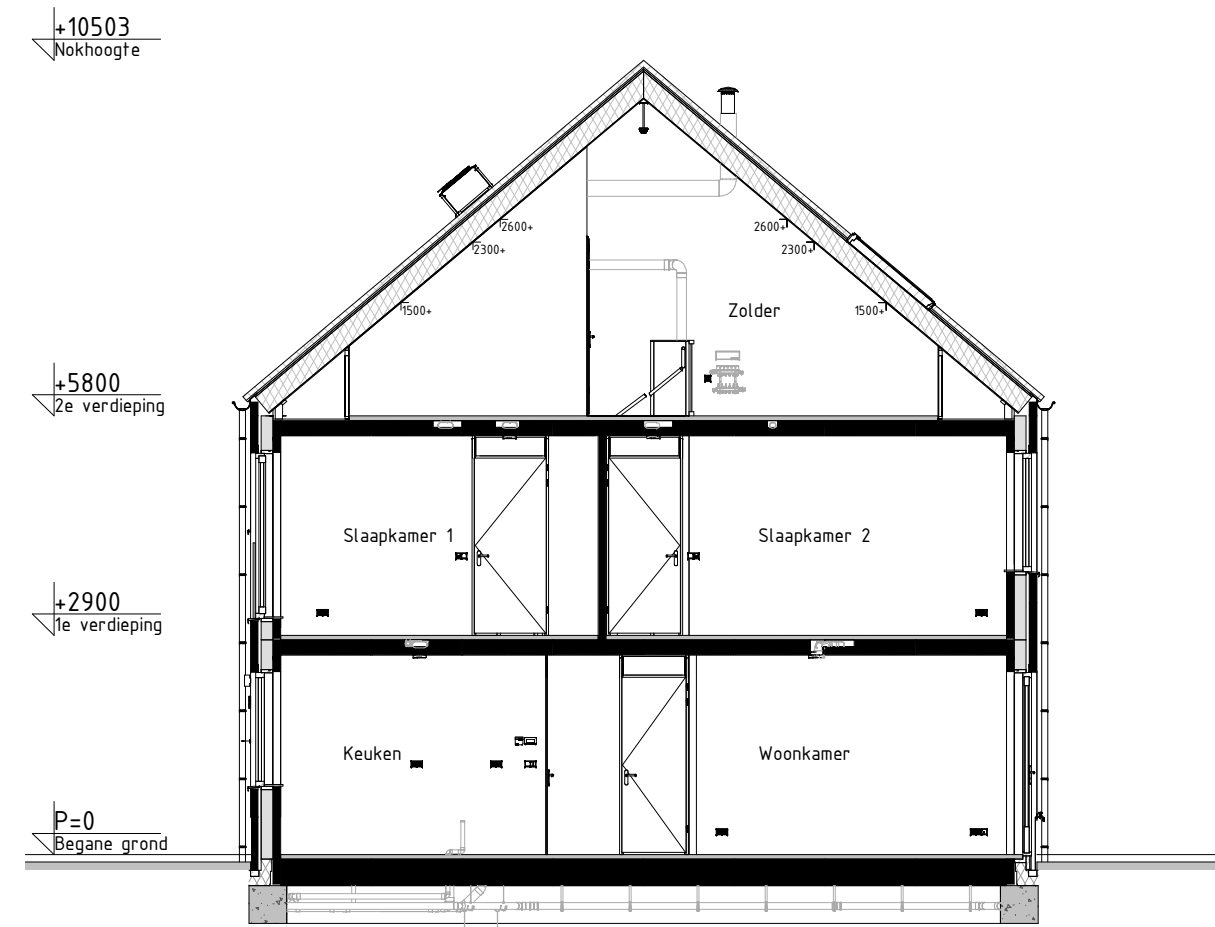 +10503
Nokhoogte
2600+
2600+
2300+
2300+
1500+
Zolder
1500+
+5800
2e verdieping
Slaapkamer 1
Slaapkamer 2
+2900
1e verdieping
Keuken
Woonkamer
P=0
Begane grond